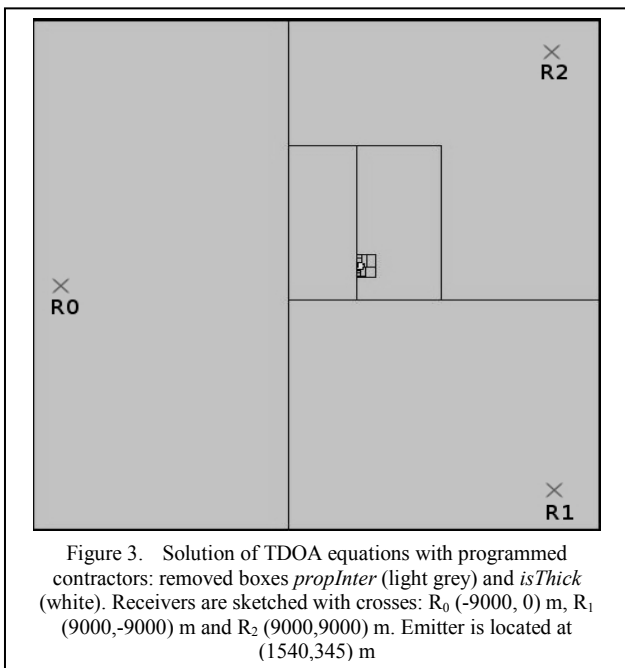 R2
R0
R1
Figure 3. Solution of TDOA equations with programmed
contractors: removed boxes propInter (light grey) and isThick
(white). Receivers are sketched with crosses: R0 (-9000, 0) m, R1
(9000,-9000) m and R2 (9000,9000) m. Emitter is located at
(1540,345) m